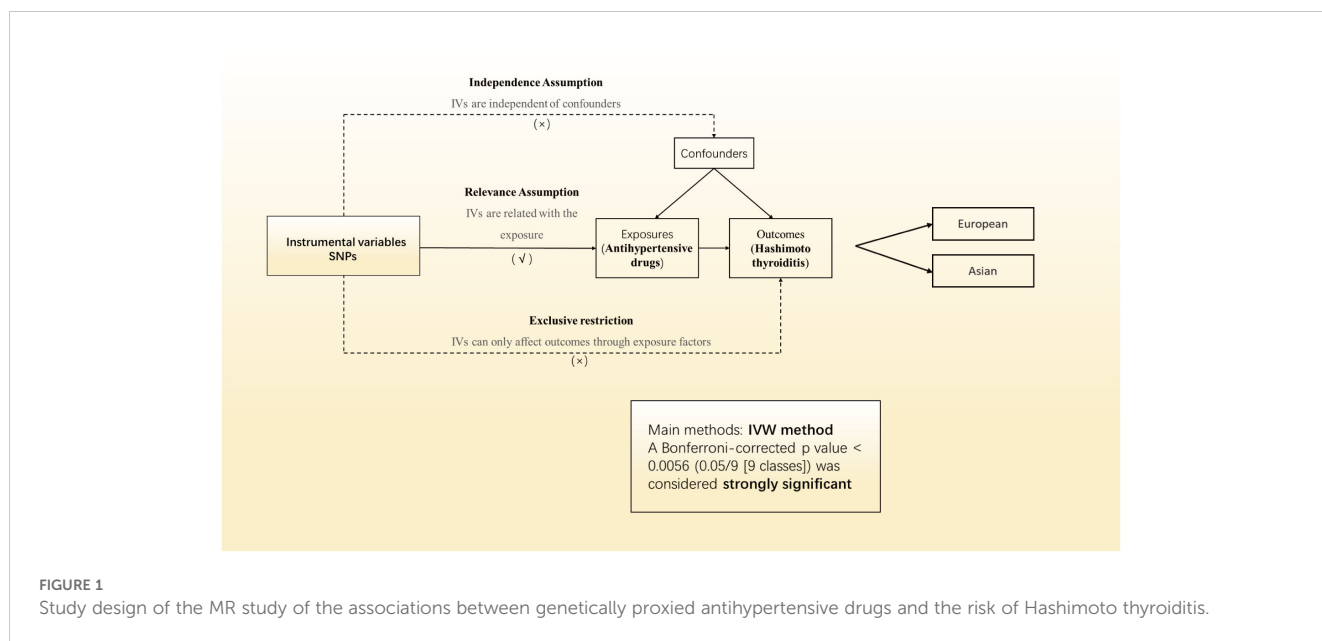 Independence Assumption
IVs are independent of confounders
(×)
Confounders
Relevance Assumption
IVs are related with the
exposure
(√)
Instrumental variables
SNPs
Exposures
(Antihypertensive
drugs)
Outcomes
(Hashimoto
thyroiditis)
European
Asian
Exclusive restriction
IVs can only affect outcomes through exposure factors
(×)
Main methods: IVW method
A Bonferroni-corrected p value <
0.0056 (0.05/9 [9 classes]) was
considered strongly significant
FIGURE 1
Study design of the MR study of the associations between genetically proxied antihypertensive drugs and the risk of Hashimoto thyroiditis.